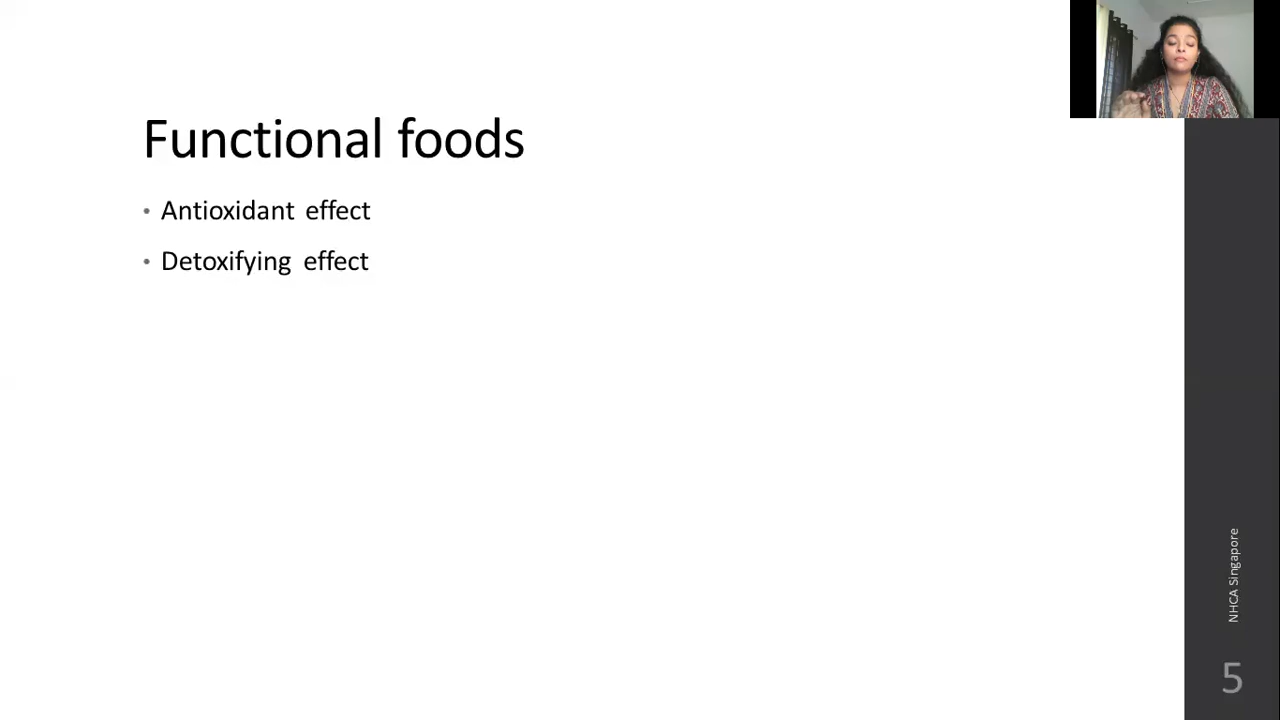 Functional foods
• Antioxidant effect
• Detoxifying effect
NHCA Singapore
5